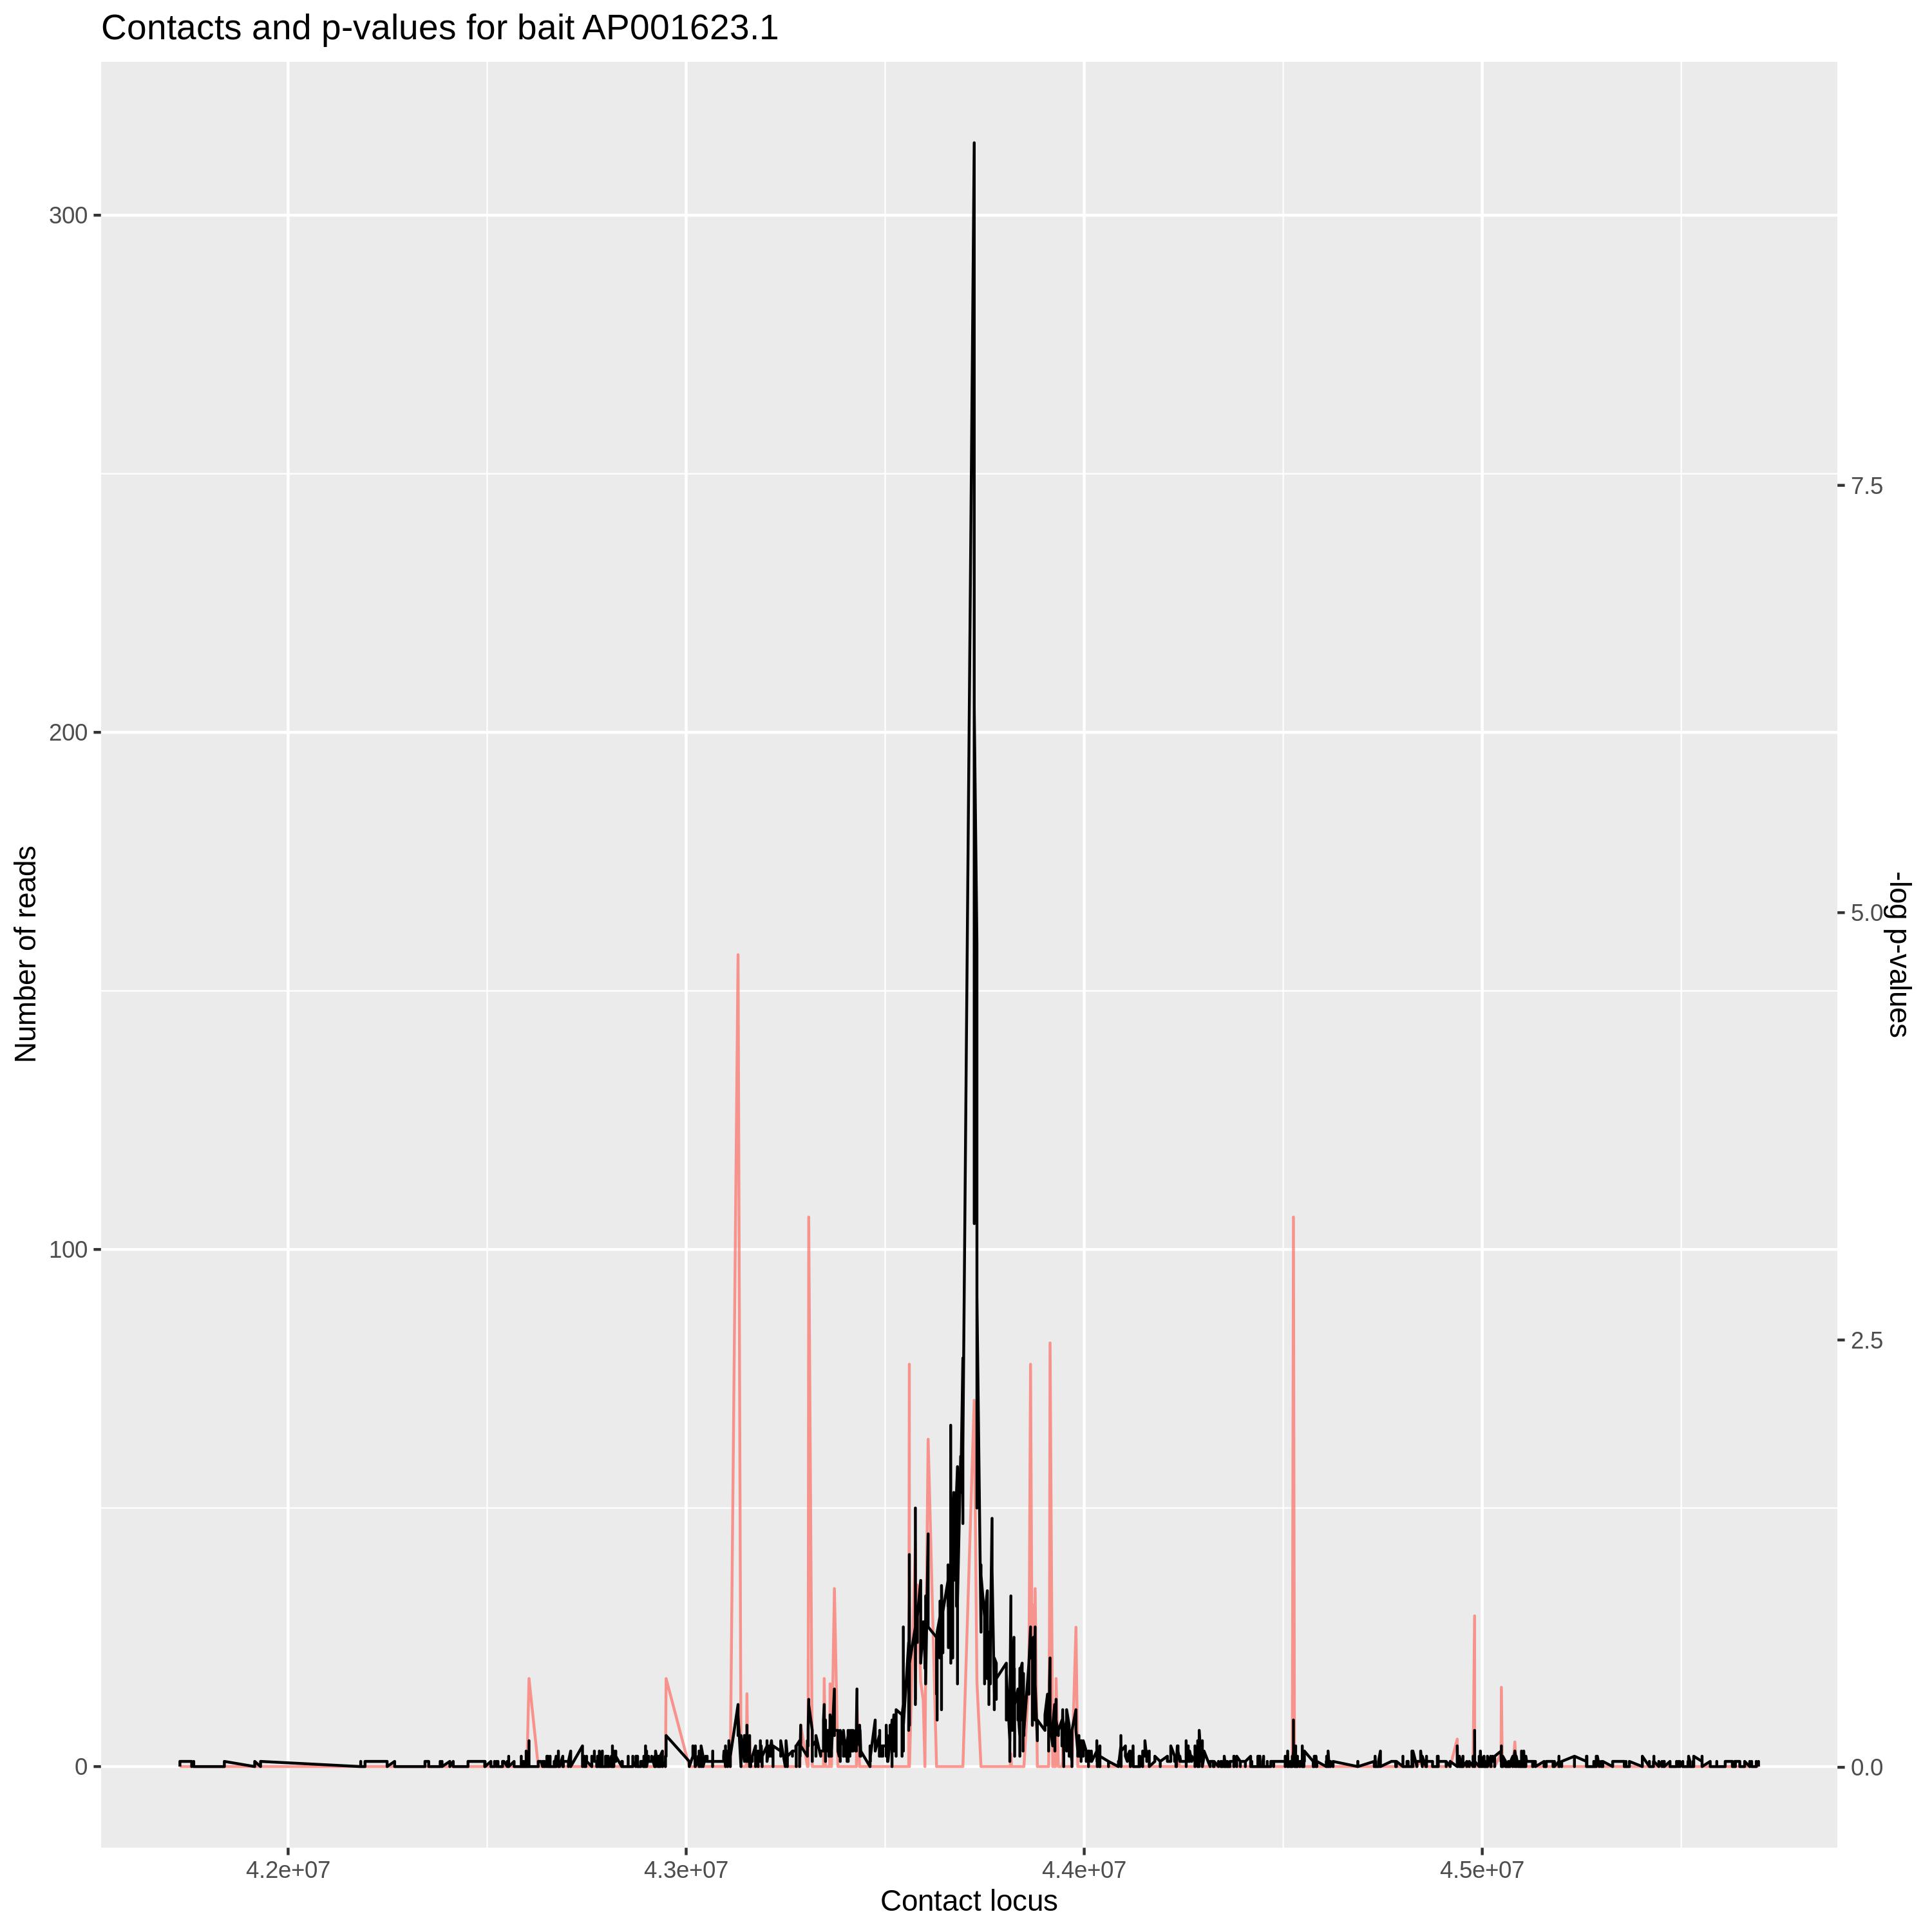 Contacts and p-values for bait AP001623.1
300
200
100
0
Number of reads
7.5
5.0
2.5
0.0
-log p-values
4.2e+07 4.3e+07 4.4e+07 4.5e+07
Contact locus